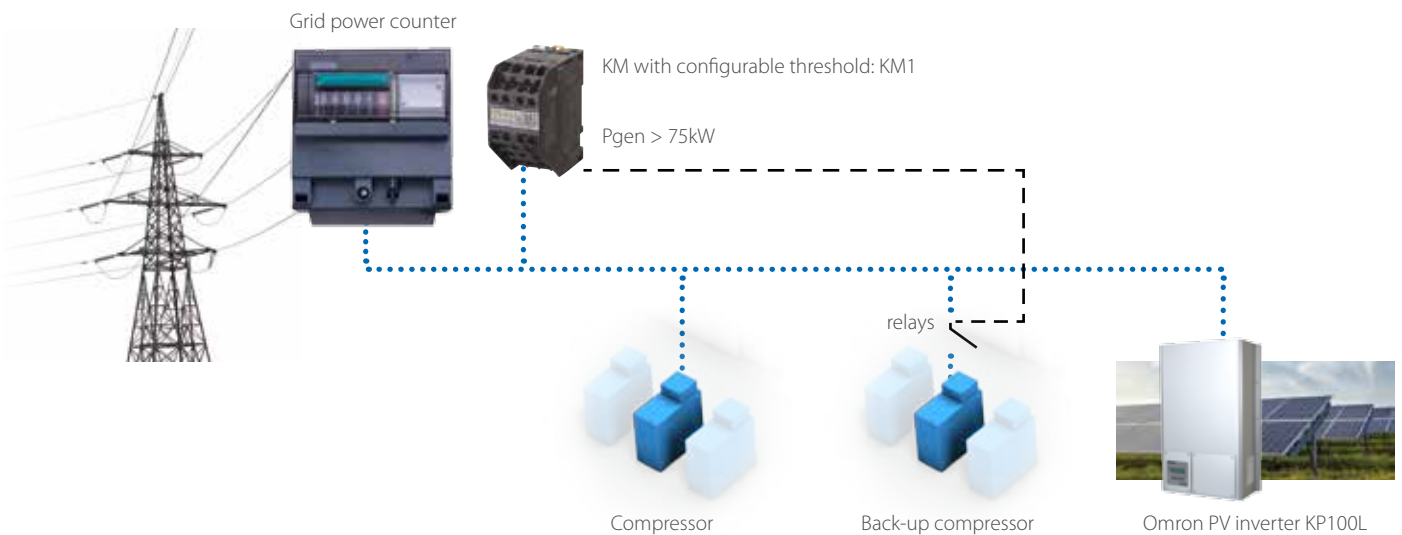 Grid power counter
KM with configurable threshold: KM1
Pgen > 75kW
relays
Compressor
Back-up compressor
Omron PV inverter KP100L